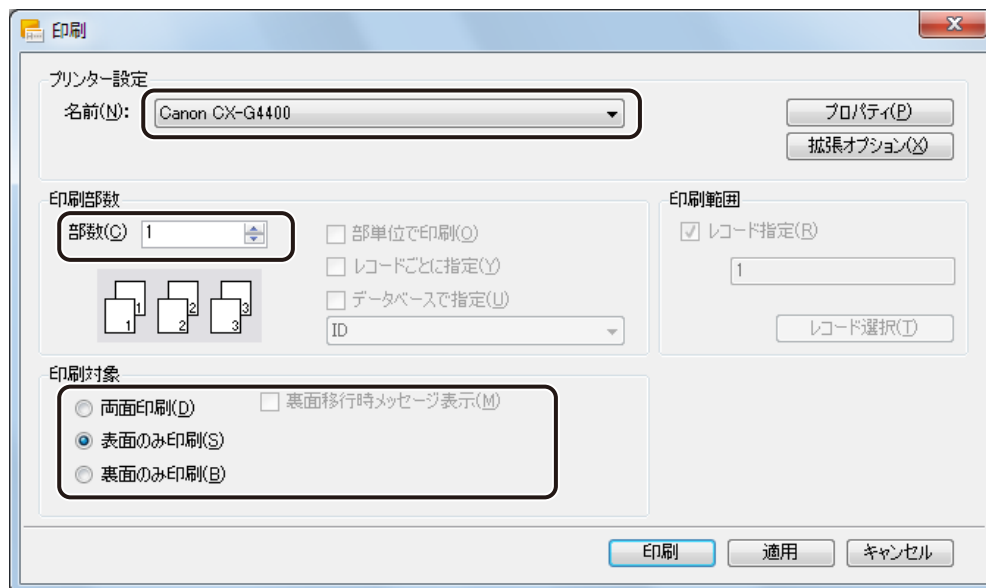 印刷
プリンター設定
名前(N): Canon CX-G4400
プロパティ(P)
拡張オプション(X)
印刷部数
部数(C) 1
部単位で印刷(O)
レコードごとに指定(Y)
データベースで指定(U)
ID
1 2 3
1 2 3
印刷範囲
レコード指定(R)
1
レコード選択(T)
印刷対象
両面印刷(D)
裏面移行時メッセージ表示(M)
表面のみ印刷(S)
裏面のみ印刷(B)
印刷 適用 キャンセル